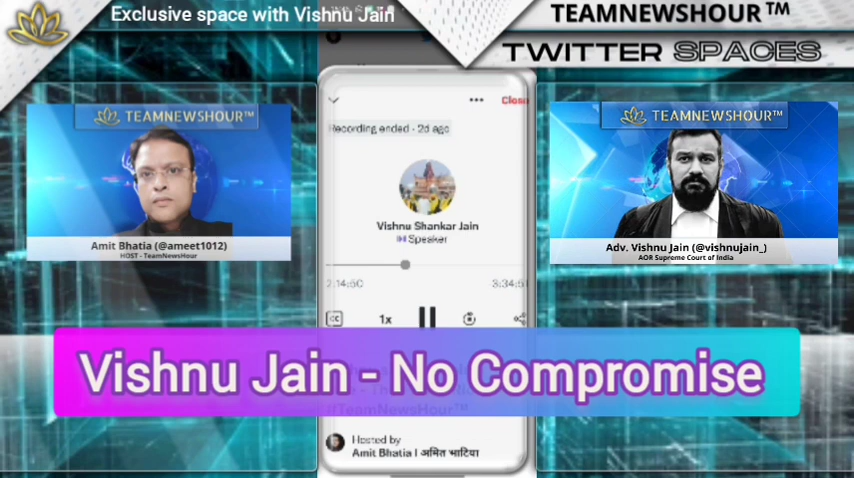 Exclusive space with Vishnu Jain
TEAMNEWSHOUR™
TWITTER SPACES
TEAMNEWSHOUR™
Amit Bhatia (@ameet1012)
HOST - TeamNewsHour
Close
Recording ended · 2d ago
Vishnu Shankar Jain
Speaker
2:14:50
3:34:5
CC
1x
TEAMNEWSHOUR™
Adv. Vishnu Jain (@vishnujain_)
AOR Supreme Court of India
Vishnu Jain - No Compromise
#TeamNewsHour™
Hosted by
Amit Bhatia | अमित भाटिया